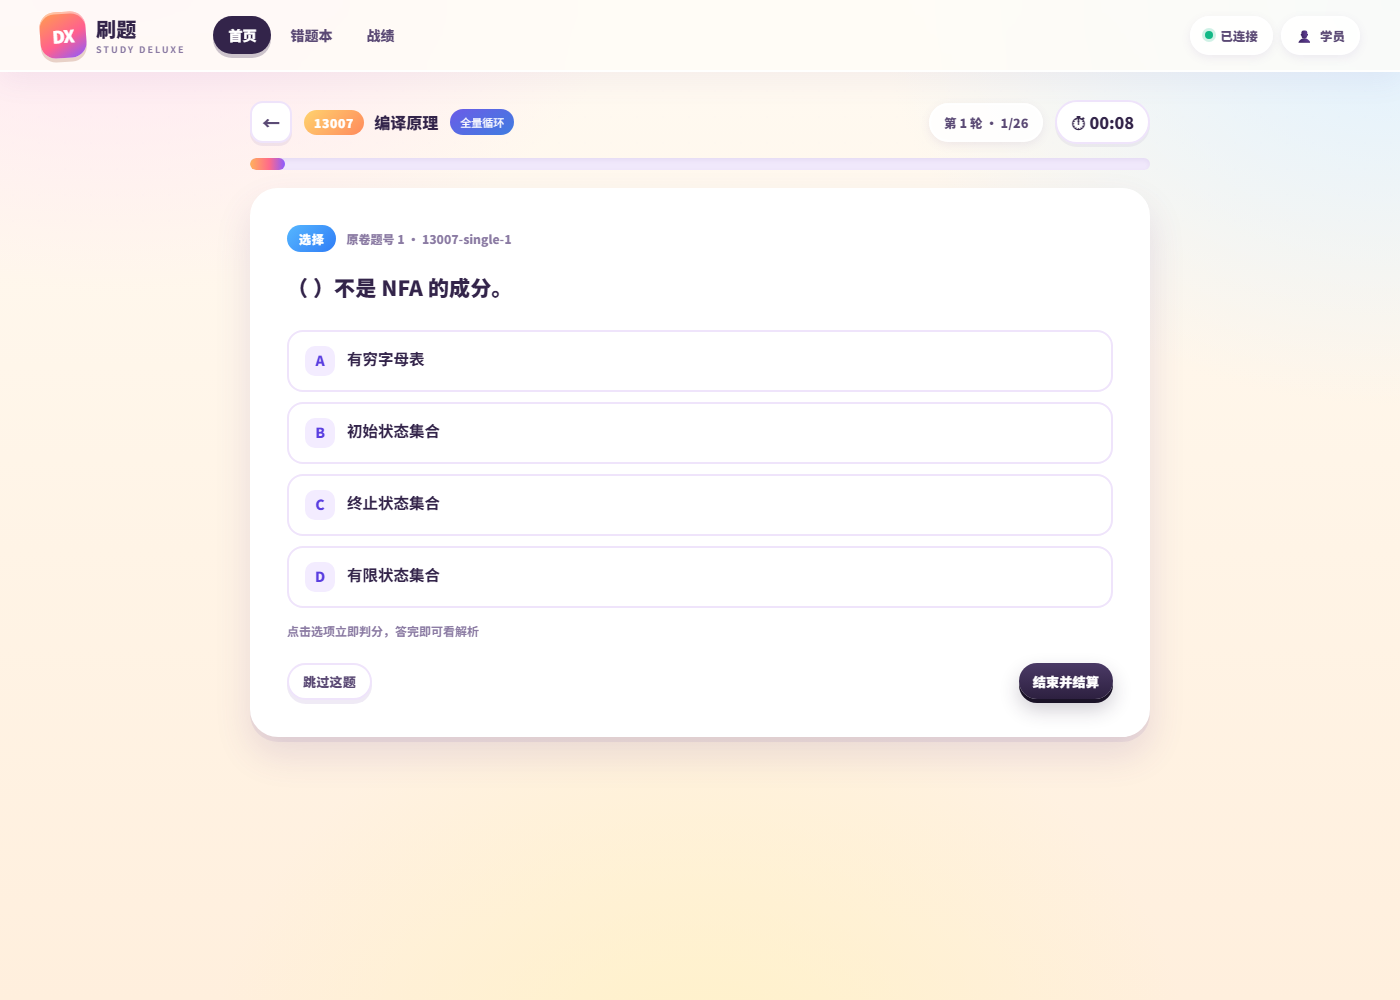 DX
刷题
STUDY DELUXE
首页
错题本
战绩
已连接
学员
←
13007
编译原理
全量循环
第 1 轮 · 1/26
⏱ 00:08
选择
原卷题号 1 · 13007-single-1
（ ）不是 NFA 的成分。
A 有穷字母表
B 初始状态集合
C 终止状态集合
D 有限状态集合
点击选项立即判分，答完即可看解析
跳过这题
结束并结算